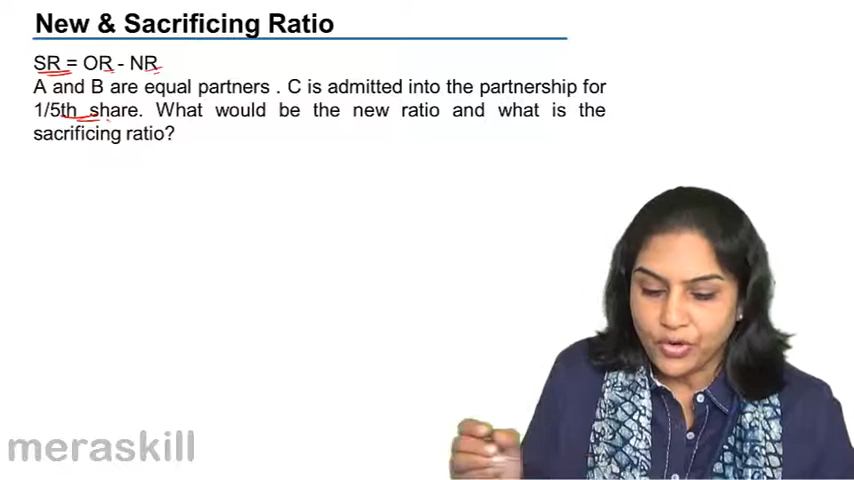 New & Sacrificing Ratio
SR = OR - NR
A and B are equal partners . C is admitted into the partnership for
1/5th share. What would be the new ratio and what is the
sacrificing ratio?
meraskill